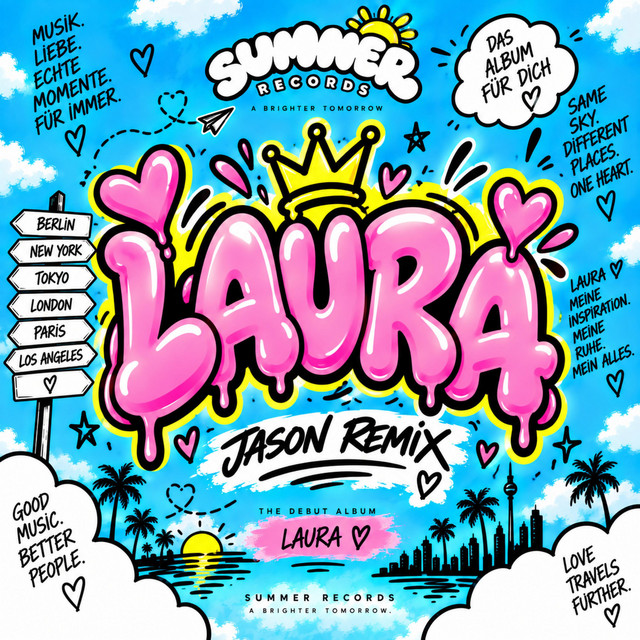 MUSIK.
LIEBE.
ECHTE
MOMENTE.
FÜR IMMER.
SUMMER
RECORDS
A BRIGHTER TOMORROW
DAS
ALBUM
FÜR DICH
SAME
SKY.
DIFFERENT
PLACES.
ONE HEART.
BERLIN
NEW YORK
TOKYO
LONDON
PARIS
LOS ANGELES
LAURA
LAURA
MEINE
INSPIRATION.
MEINE
RUHE.
MEIN ALLES.
JASON REMIX
THE DEBUT ALBUM
LAURA
GOOD
MUSIC.
BETTER
PEOPLE.
LOVE
TRAVELS
FURTHER.
SUMMER RECORDS
A BRIGHTER TOMORROW.